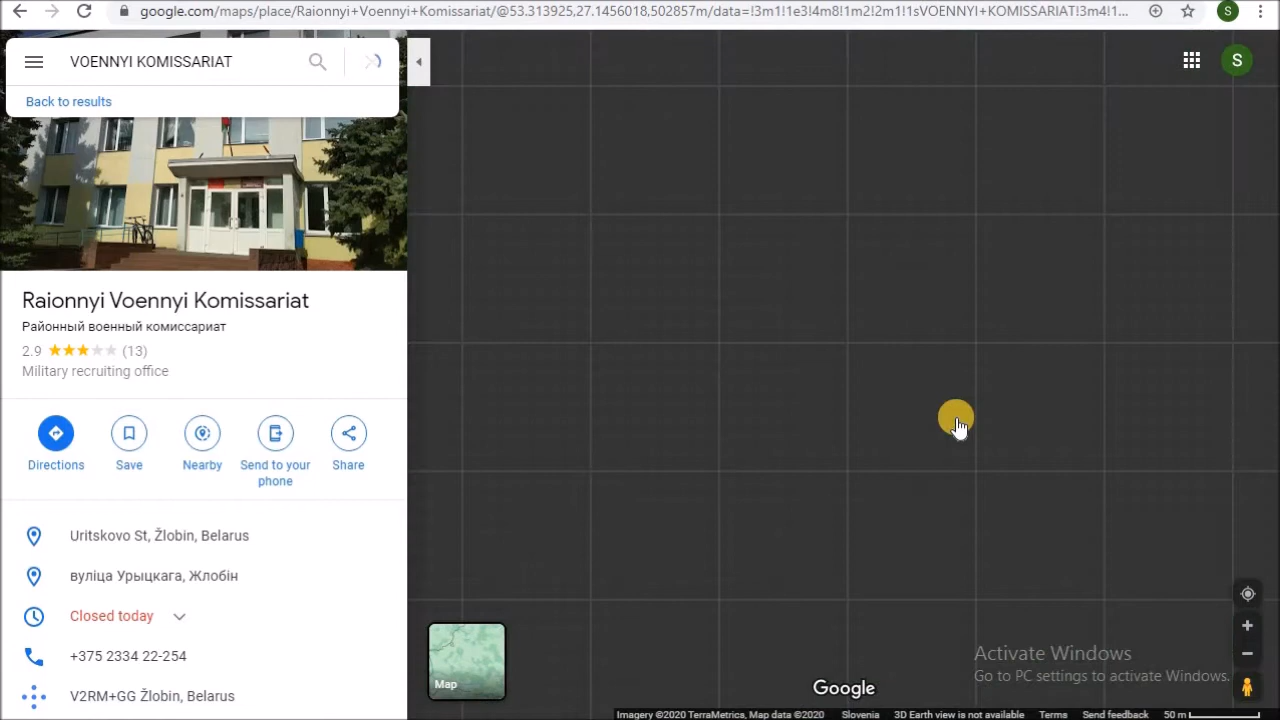 google.com/maps/place/Raionnyi+Voennyi+Komissariat/@53.313925,27.1456018,502857m/data=!3m1!1e3!4m8!1m2!2m1!1sVOENNYI+KOMISSARIAT!3m4!1...
S
VOENNYI KOMISSARIAT
S
Back to results
Raionnyi Voennyi Komissariat
Районный военный комиссариат
2.9 (13)
Military recruiting office
Directions
Save
Nearby
Send to your phone
Share
Uritskovo St, Žlobin, Belarus
вуліца Урыцкага, Жлобін
Closed today
+375 2334 22-254
V2RM+GG Žlobin, Belarus
Map
Google
Activate Windows
Go to PC settings to activate Windows.
Imagery ©2020 TerraMetrics, Map data ©2020 Slovenia 3D Earth view is not available Terms Send feedback 50 m